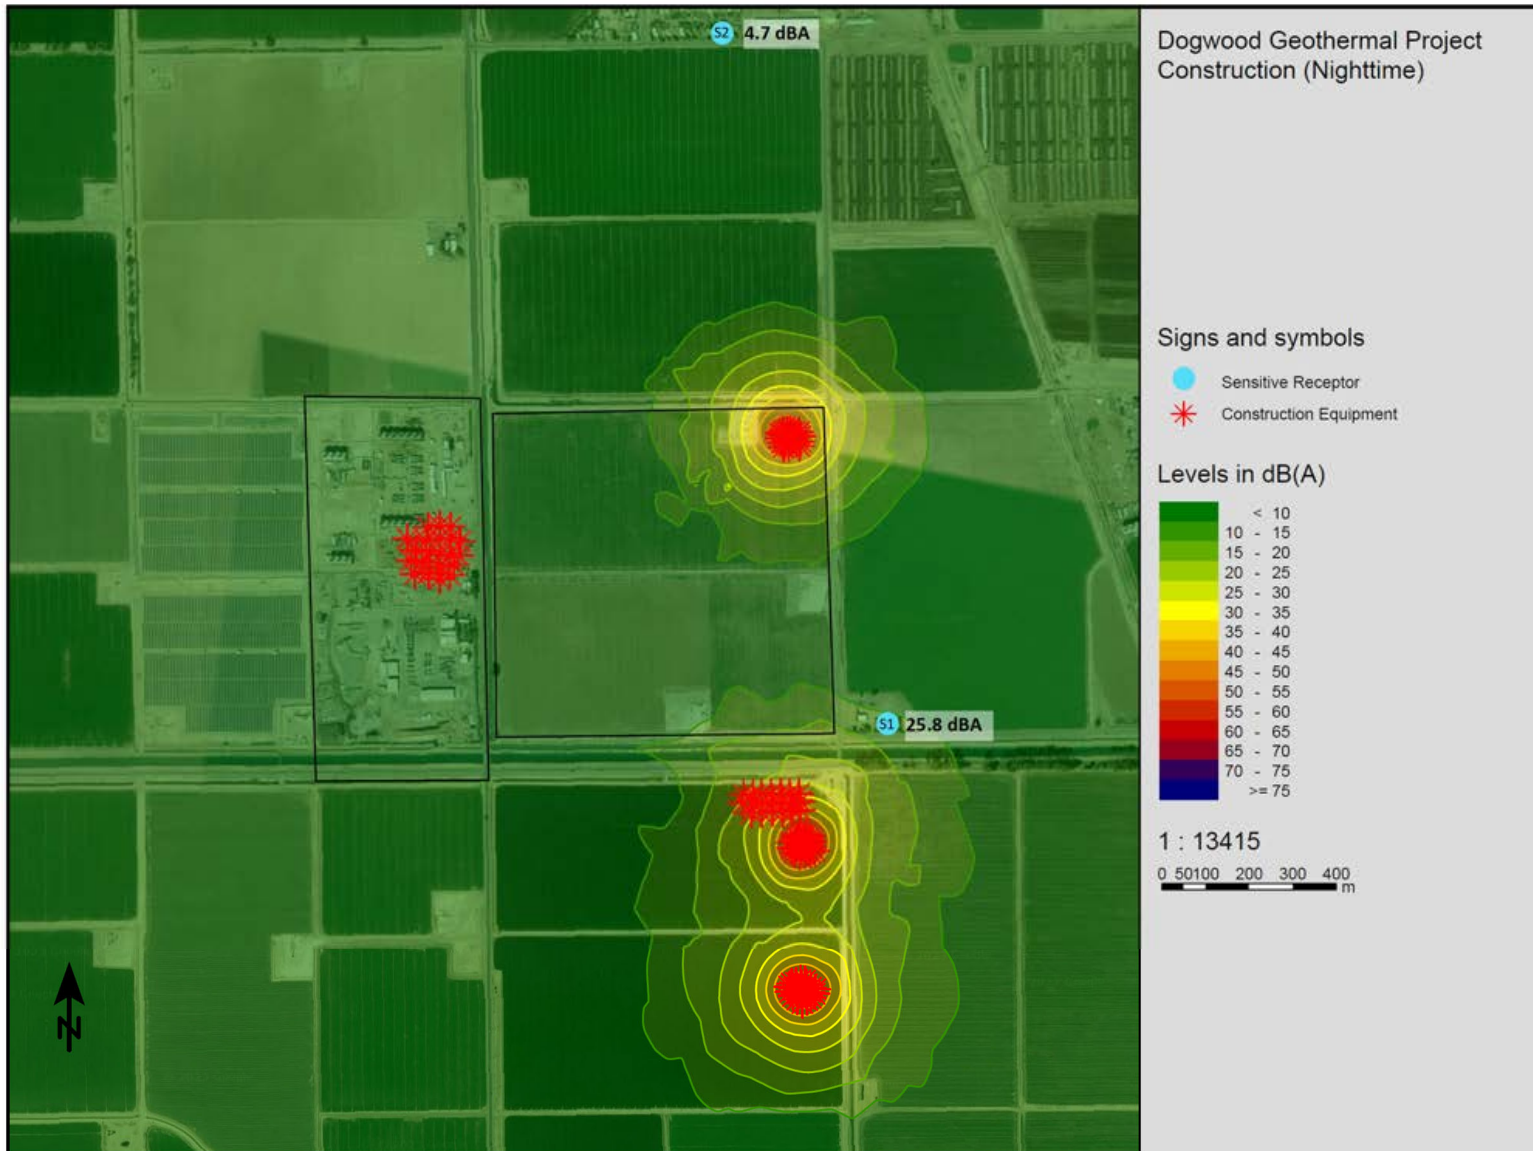 S2 4.7 dBA
Dogwood Geothermal Project
Construction (Nighttime)
Signs and symbols
Sensitive Receptor
Construction Equipment
Levels in dB(A)
< 10
10 - 15
15 - 20
20 - 25
25 - 30
30 - 35
35 - 40
40 - 45
45 - 50
50 - 55
55 - 60
60 - 65
65 - 70
70 - 75
>= 75
S1 25.8 dBA
1 : 13415
0 50100 200 300 400
m
N